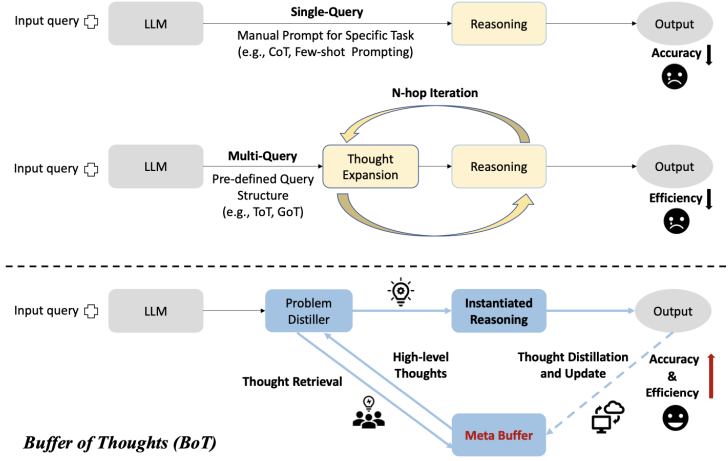 Input query
LLM
Single-Query
Manual Prompt for Specific Task
(e.g., CoT, Few-shot Prompting)
Reasoning
Output
Accuracy
N-hop Iteration
Input query
LLM
Multi-Query
Pre-defined Query
Structure
(e.g., ToT, GoT)
Thought
Expansion
Reasoning
Output
Efficiency
Input query
LLM
Problem
Distiller
Instantiated
Reasoning
Output
Thought Retrieval
High-level
Thoughts
Thought Distillation
and Update
Accuracy
&
Efficiency
Meta Buffer
Buffer of Thoughts (BoT)